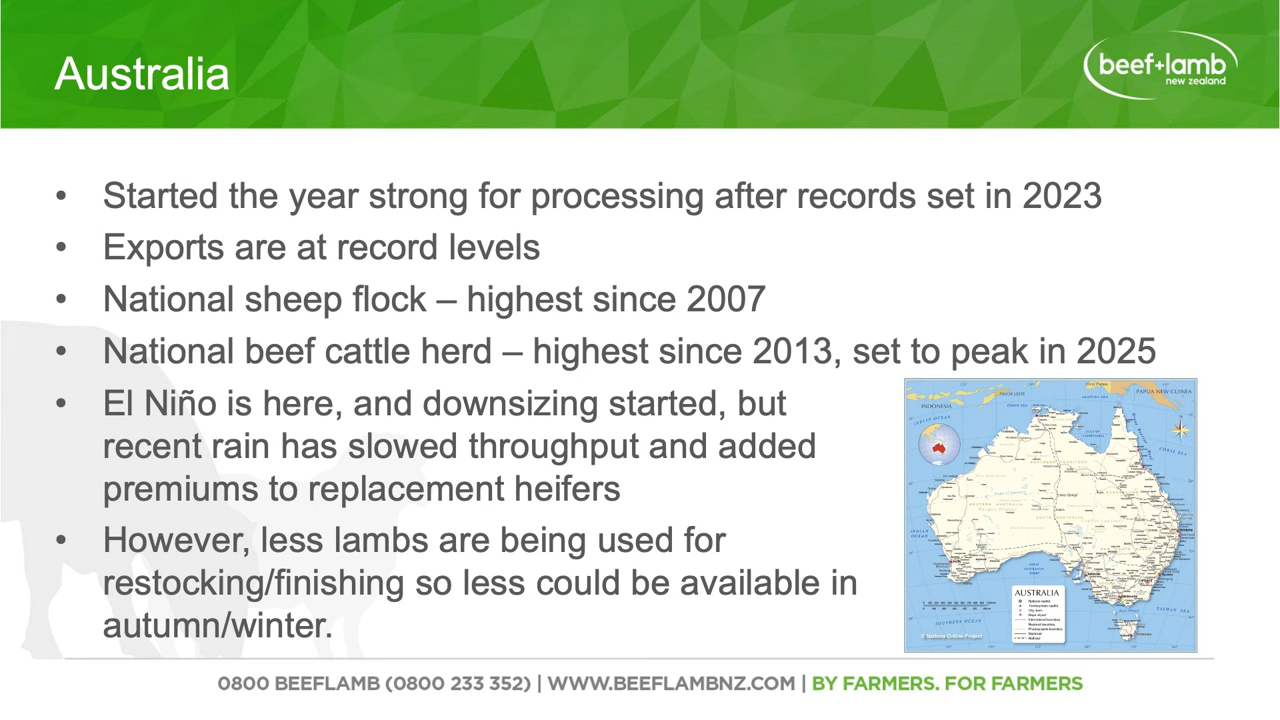 Australia
beef+lamb
new zealand
• Started the year strong for processing after records set in 2023
• Exports are at record levels
• National sheep flock – highest since 2007
• National beef cattle herd – highest since 2013, set to peak in 2025
• El Niño is here, and downsizing started, but
recent rain has slowed throughput and added
premiums to replacement heifers
• However, less lambs are being used for
restocking/finishing so less could be available in
autumn/winter.
INDONESIA
PAPUA NEW GUINEA
AUSTRALIA
© Nations Online Project
0800 BEEFLAMB (0800 233 352) | WWW.BEEFLAMBNZ.COM | BY FARMERS. FOR FARMERS